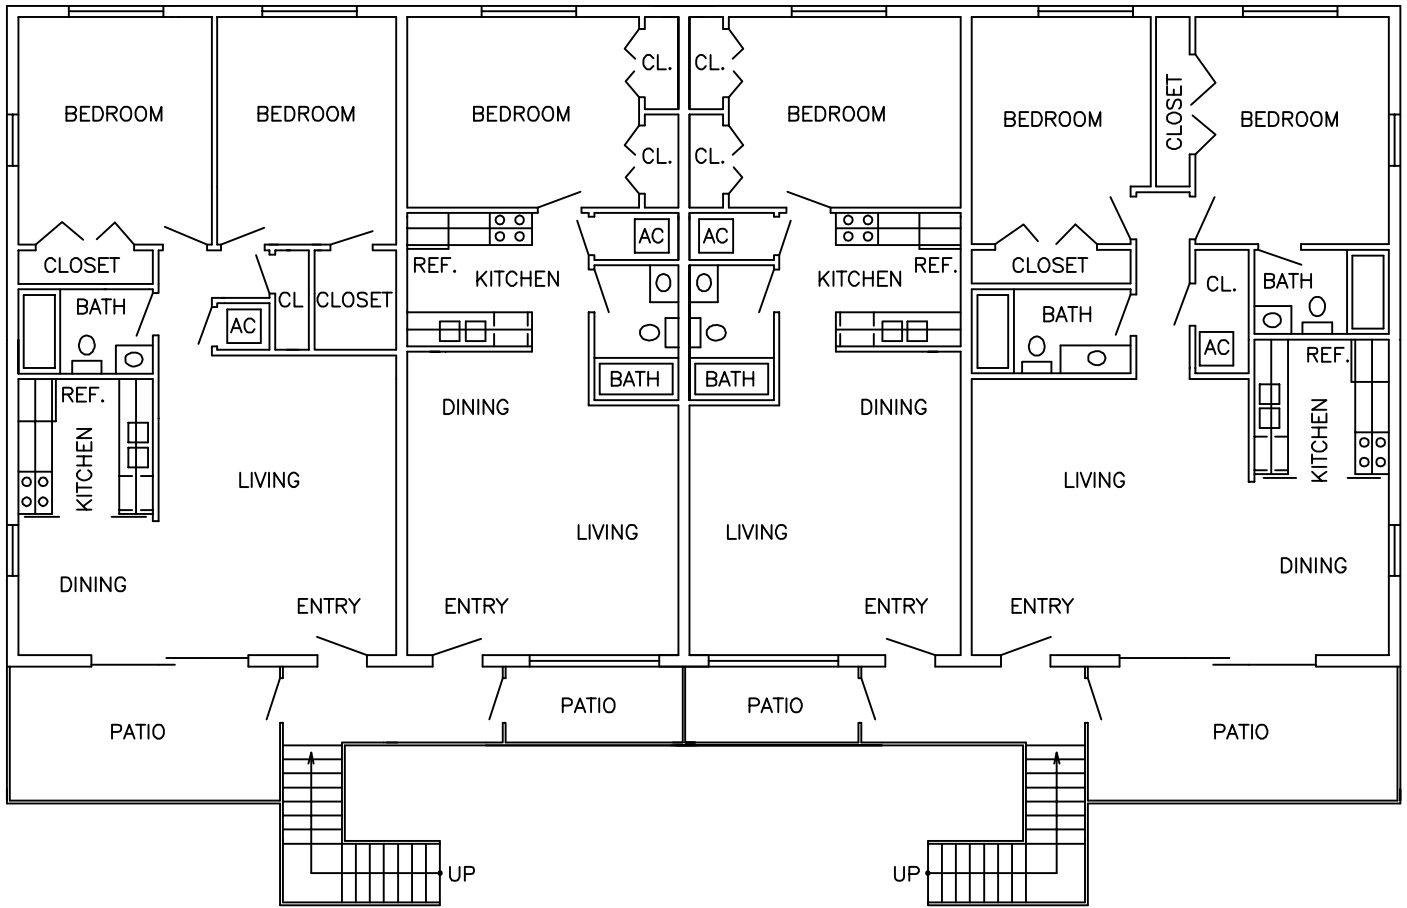 CL.
CL.
BEDROOM
BEDROOM
BEDROOM
BEDROOM
BEDROOM
CLOSET
BEDROOM
CL.
CL.
AC
AC
CLOSET
REF.
KITCHEN
KITCHEN
REF.
CLOSET
BATH
CL
CLOSET
CL.
BATH
BATH
AC
AC
REF.
BATH
BATH
REF.
DINING
DINING
KITCHEN
KITCHEN
LIVING
LIVING
LIVING
LIVING
DINING
DINING
ENTRY
ENTRY
ENTRY
ENTRY
PATIO
PATIO
PATIO
PATIO
UP
UP